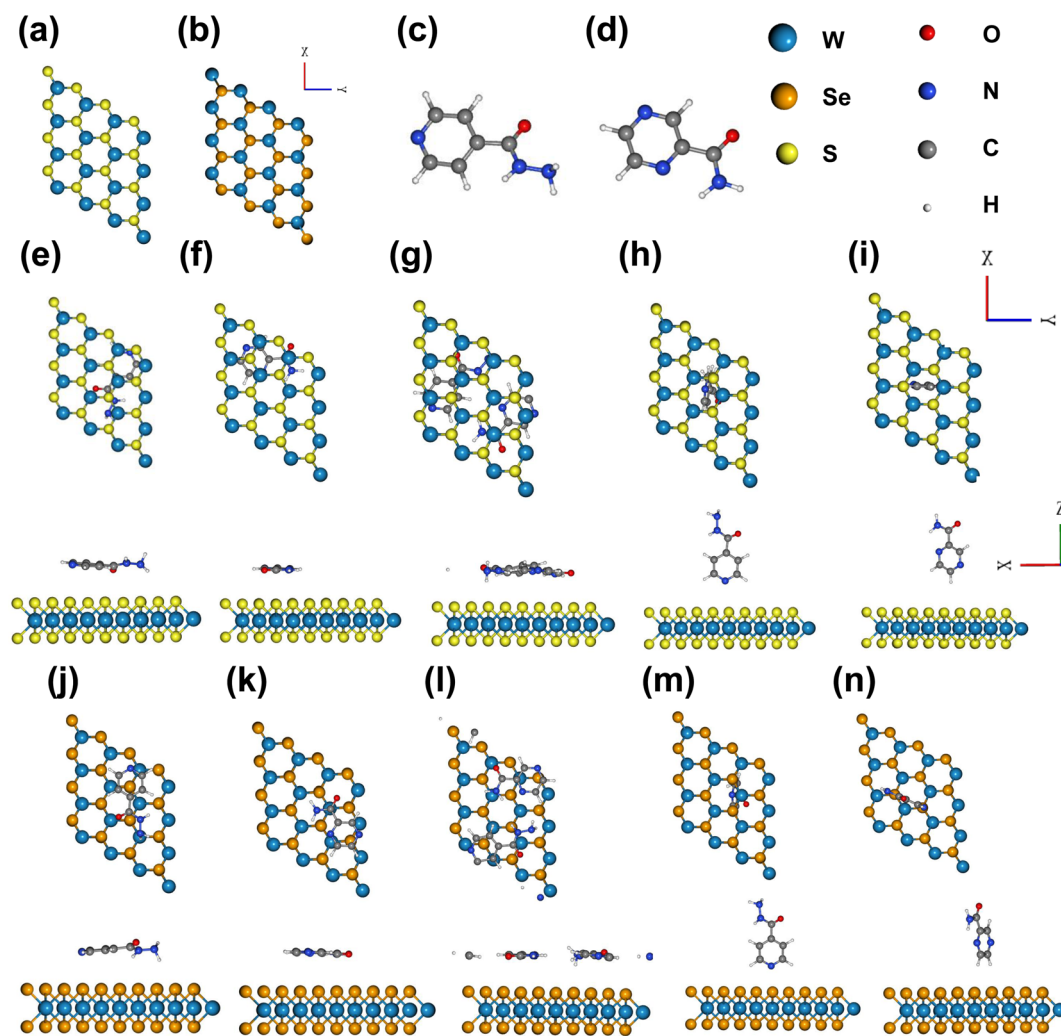 (a) (b) (c) (d) W O
X
Y
Se N
S C
H
(e) (f) (g) (h) (i)
X
Y
Z
X
(j) (k) (l) (m) (n)